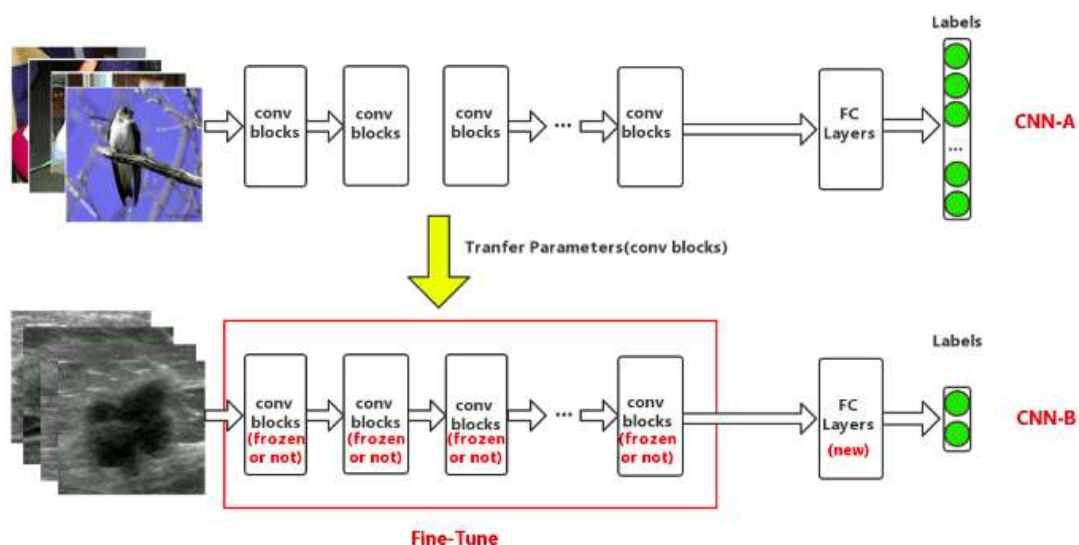 Labels
conv
blocks
conv
blocks
conv
blocks
...
conv
blocks
FC
Layers
...
CNN-A
Tranfer Parameters(conv blocks)
Labels
conv
blocks
(frozen
or not)
conv
blocks
(frozen
or not)
conv
blocks
(frozen
or not)
...
conv
blocks
(frozen
or not)
FC
Layers
(new)
CNN-B
Fine-Tune